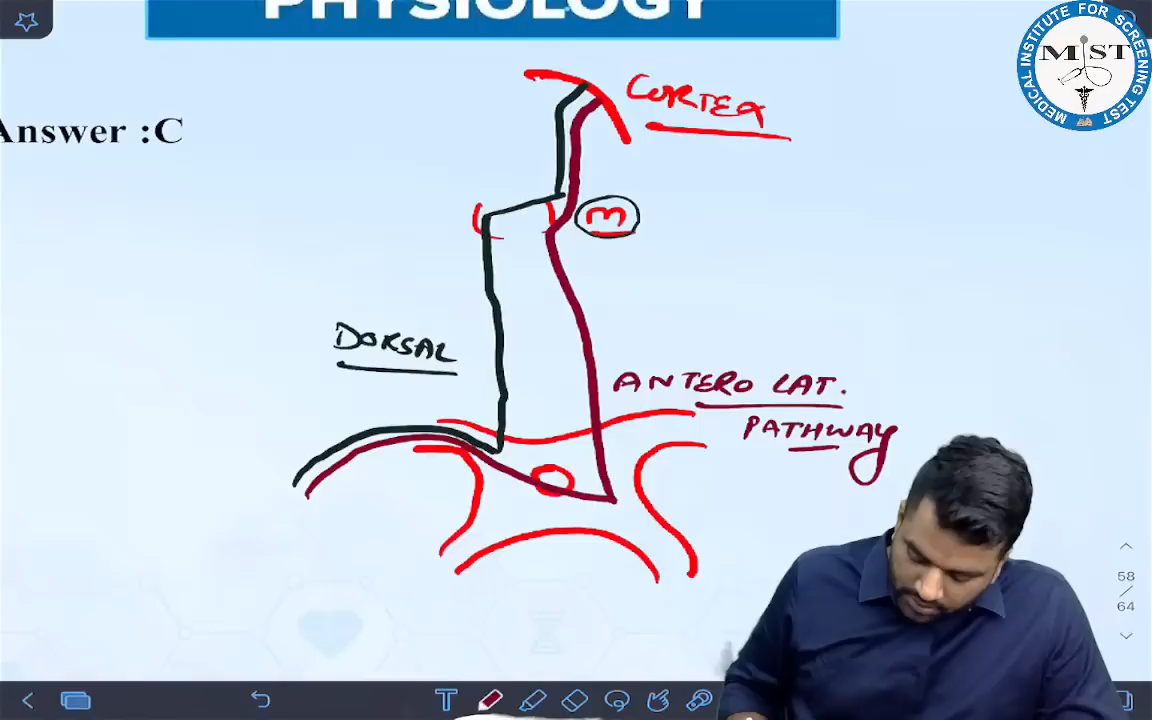 PHYSIOLOGY
MEDICAL INSTITUTE FOR SCREENING TEST
MIST
CORTEX
Answer :C
m
DORSAL
ANTERO LAT.
PATHWAY
58
/
64
T